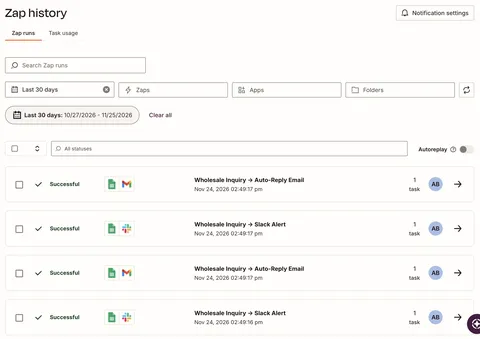 Zap history
Notification settings
Zap runs
Task usage
Search Zap runs
Last 30 days
Zaps
Apps
Folders
Last 30 days: 10/27/2026 - 11/25/2026
Clear all
All statuses
Autoreplay
Successful
Wholesale Inquiry → Auto-Reply Email
Nov 24, 2026 02:49:17 pm
1
task
AB
Successful
Wholesale Inquiry → Slack Alert
Nov 24, 2026 02:49:17 pm
1
task
AB
Successful
Wholesale Inquiry → Auto-Reply Email
Nov 24, 2026 02:49:17 pm
1
task
AB
Successful
Wholesale Inquiry → Slack Alert
Nov 24, 2026 02:49:16 pm
1
task
AB